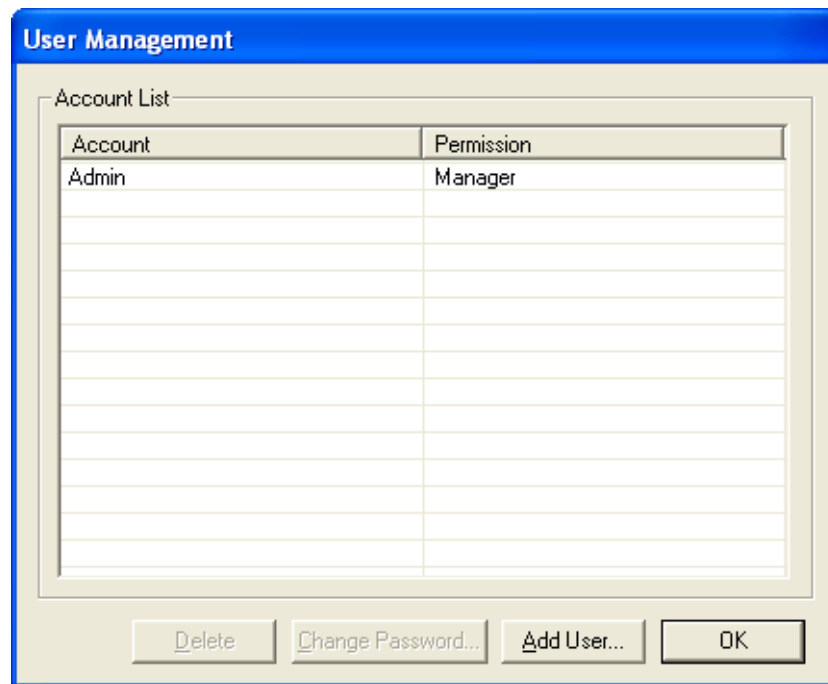 User Management
Account List
Account Permission
Admin Manager
Delete Change Password... Add User... OK